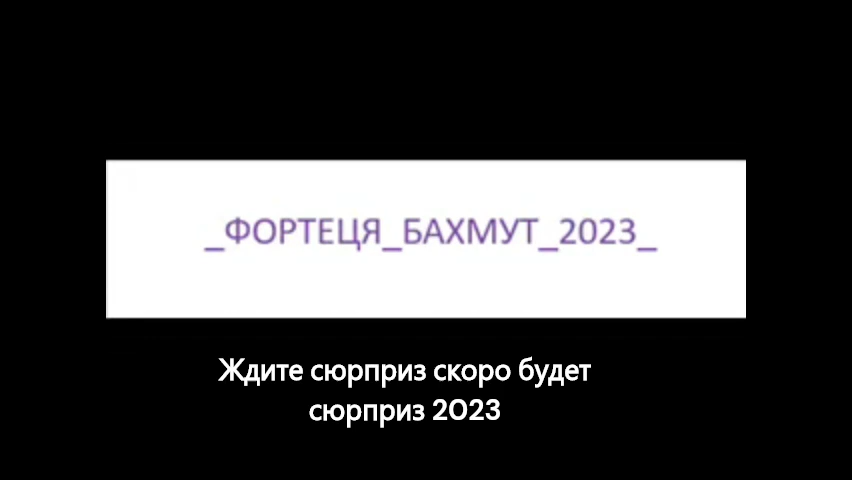 _ФОРТЕЦЯ_БАХМУТ_2023_
Ждите сюрприз скоро будет
сюрприз 2023